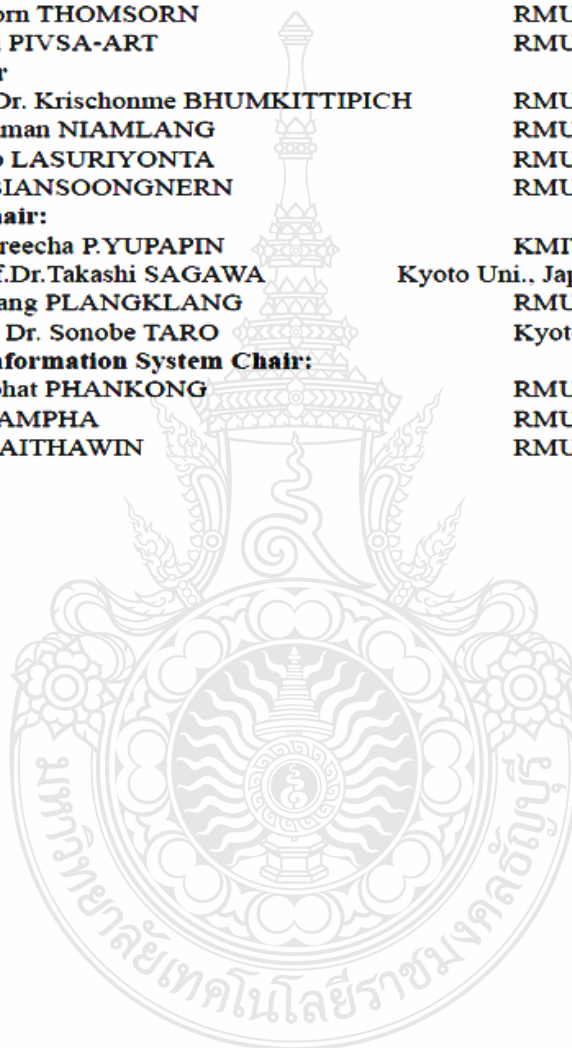 orn THOMSORN RMU
PIVSA-ART RMU
r
Dr. Krischonme BHUMKITTIPICH RMU
man NIAMLANG RMU
o LASURIYONTA RMU
BIANSOONGNERN RMU
hair:
reecha P.YUPAPIN KMI
f.Dr.Takashi SAGAWA Kyoto Uni., Jap
ang PLANGKLANG RMU
Dr. Sonobe TARO Kyot
nformation System Chair:
phat PHANKONG RMU
AMPHA RMU
AITHAWIN RMU
มหาวิทยาลัยเทคโนโลยีราชมงคลธัญบุรี